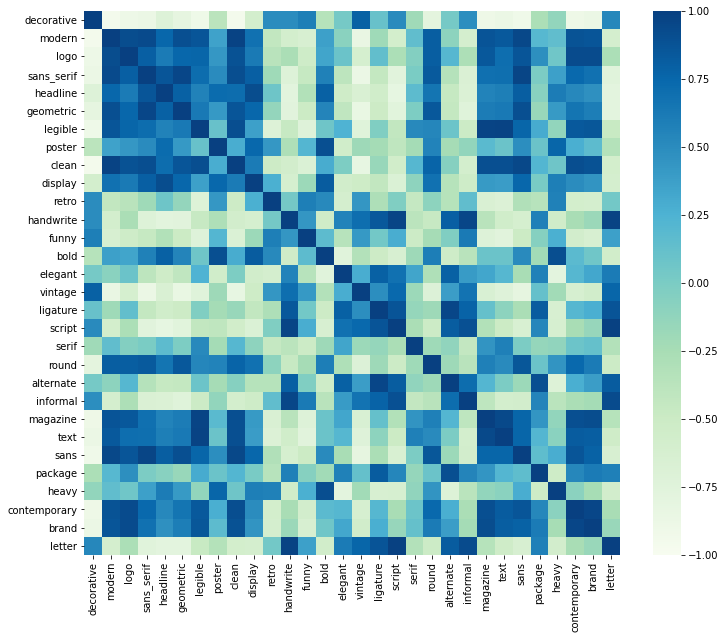 decorative
modern
logo
sans_serif
headline
geometric
legible
poster
clean
display
retro
handwrite
funny
bold
elegant
vintage
ligature
script
serif
round
alternate
informal
magazine
text
sans
package
heavy
contemporary
brand
letter
decorative
modern
logo
sans_serif
headline
geometric
legible
poster
clean
display
retro
handwrite
funny
bold
elegant
vintage
ligature
script
serif
round
alternate
informal
magazine
text
sans
package
heavy
contemporary
brand
letter
1.00
0.75
0.50
0.25
0.00
−0.25
−0.50
−0.75
−1.00